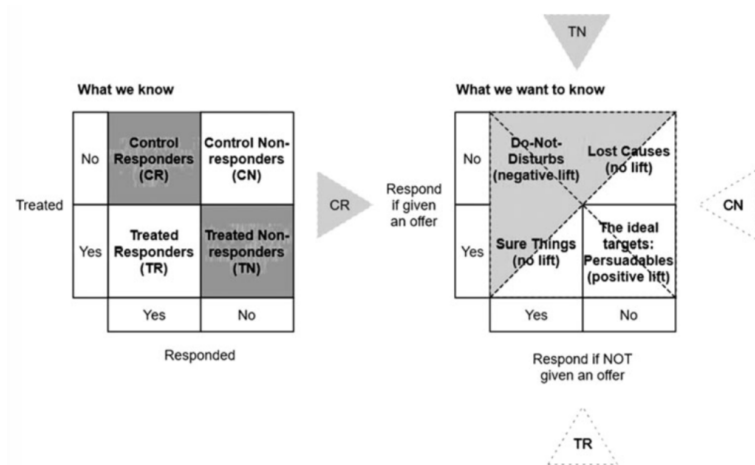 TN
What we know
What we want to know
No
Control
Responders
(CR)
Control Non-
responders
(CN)
Treated
Yes
Treated
Responders
(TR)
Treated Non-
responders
(TN)
Yes
No
Responded
CR
Respond
if given
an offer
No
Do-Not-
Disturbs
(negative lift)
Lost Causes
(no lift)
Yes
Sure Things
(no lift)
The ideal
targets:
Persuadables
(positive lift)
Yes
No
Respond if NOT
given an offer
CN
TR